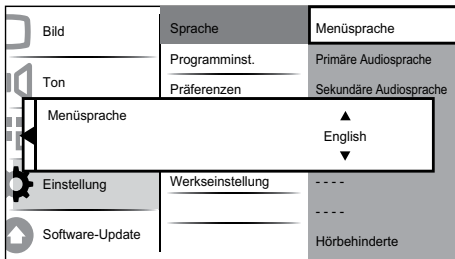 Bild
Sprache
Menüsprache
Programminst.
Primäre Audiosprache
Ton
Präferenzen
Sekundäre Audiosprache
Menüsprache
English
Einstellung
Werkseinstellung
- - - -
- - - -
Software-Update
Hörbehinderte